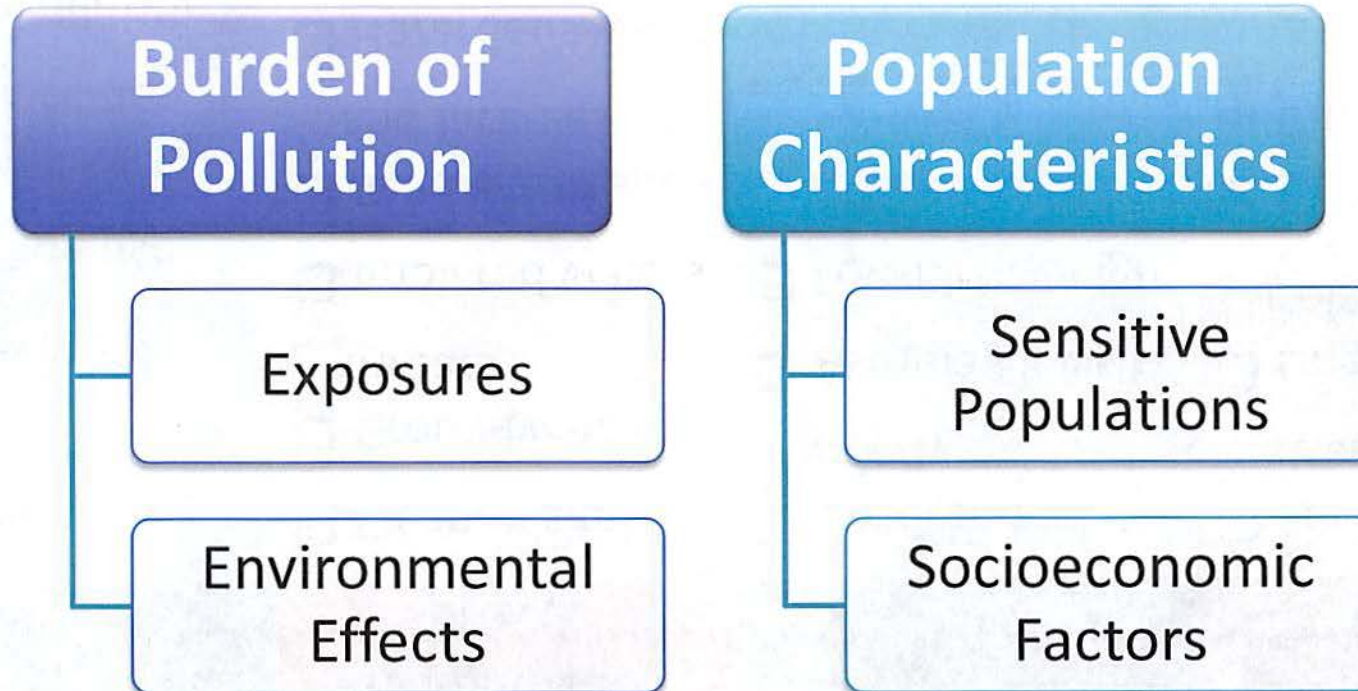 Burden of
Pollution
Exposures
Environmental
Effects
Population
Characteristics
Sensitive
Populations
Socioeconomic
Factors